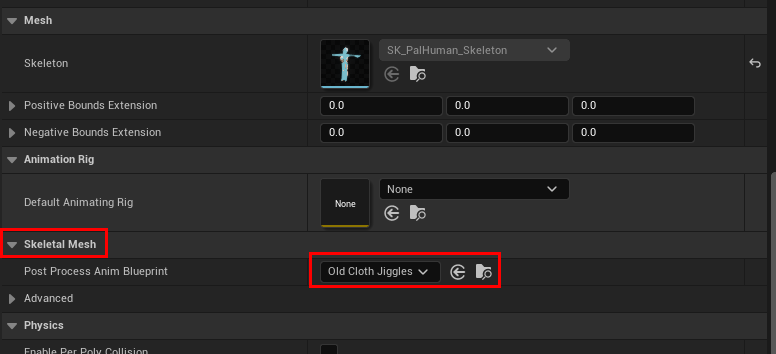 Mesh
Skeleton
SK_PalHuman_Skeleton
Positive Bounds Extension 0.0 0.0 0.0
Negative Bounds Extension 0.0 0.0 0.0
Animation Rig
Default Animating Rig
None
None
Skeletal Mesh
Post Process Anim Blueprint Old Cloth Jiggles
Advanced
Physics
Enable Per Poly Collision